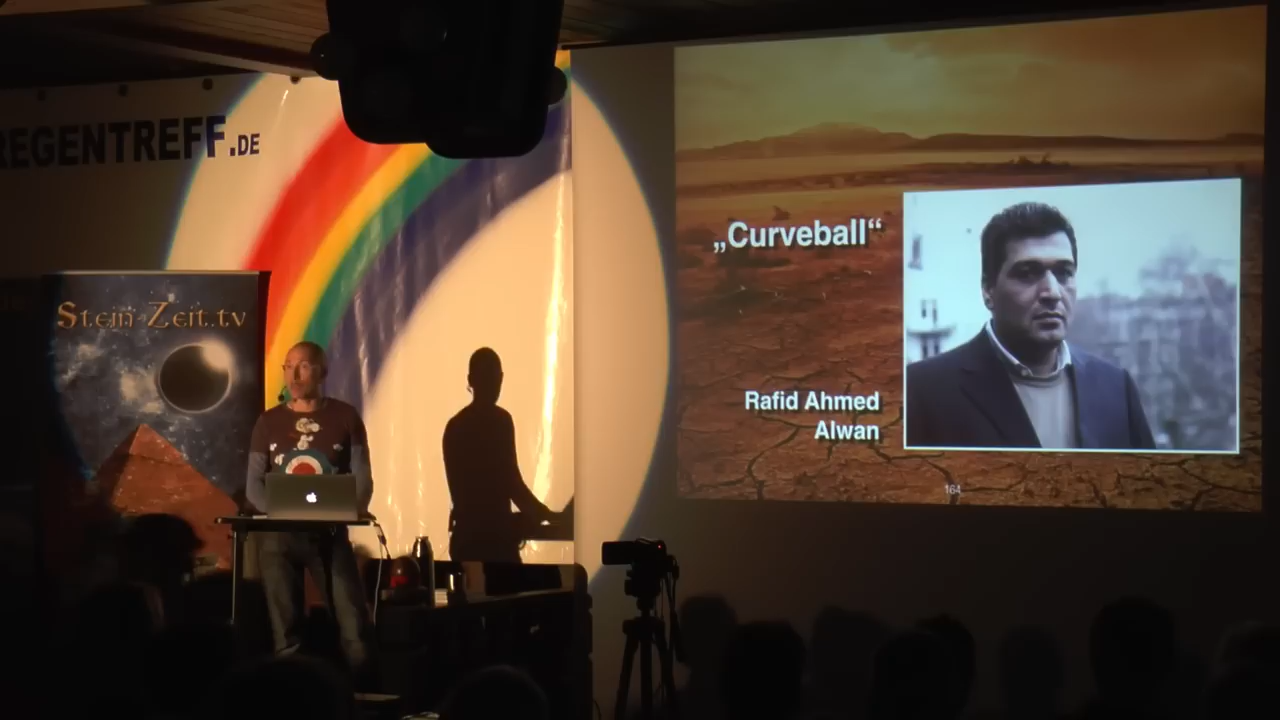 REGENTREFF.DE
Stein-Zeit.tv
„Curveball“
Rafid Ahmed
Alwan
164